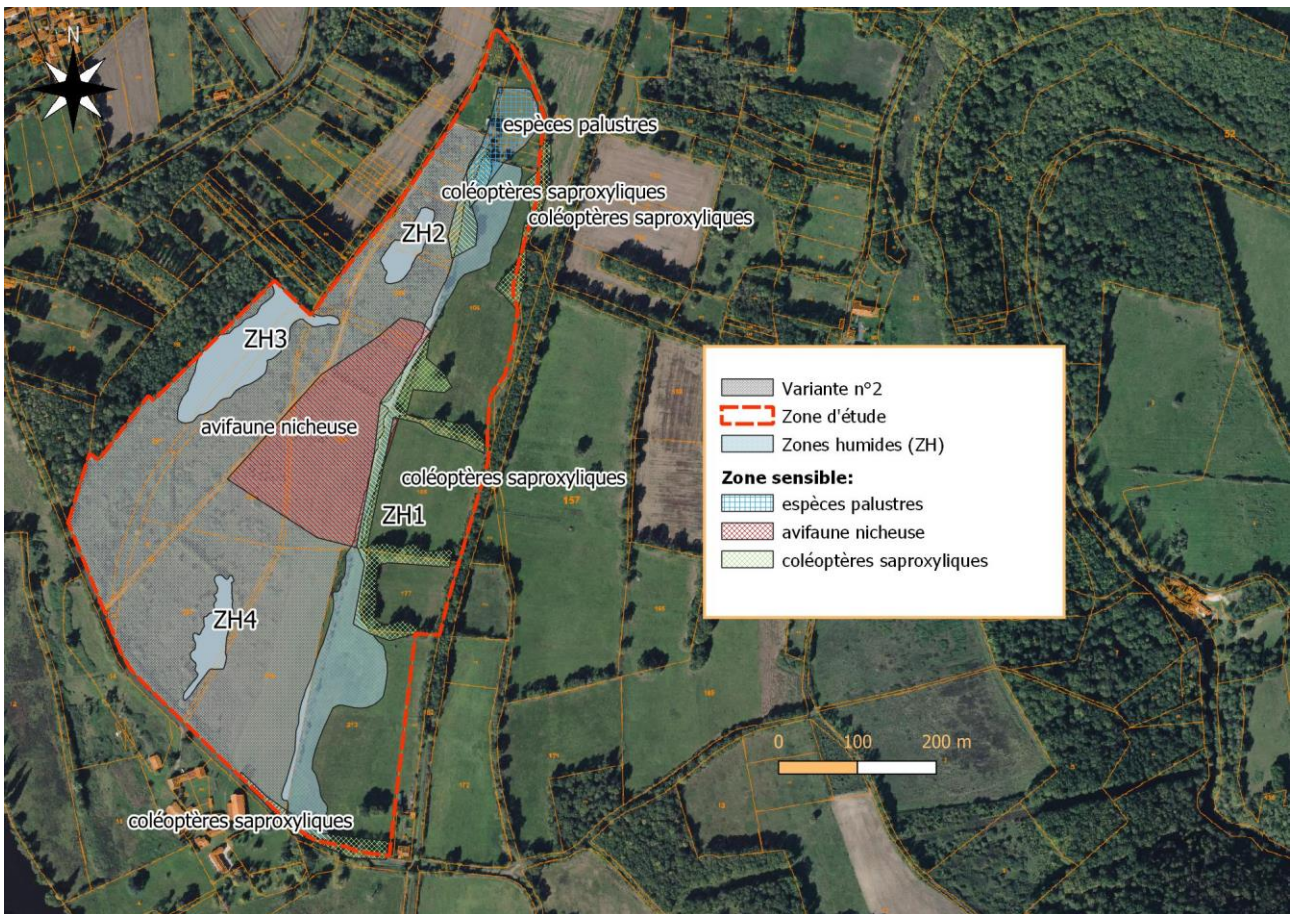 N
espèces palustres
coléoptères saproxyliques
coléoptères saproxyliques
ZH2
ZH3
avifaune nicheuse
coléoptères saproxyliques
157
ZH1
ZH4
coléoptères saproxyliques
Variante n°2
Zone d'étude
Zones humides (ZH)
Zone sensible:
espèces palustres
avifaune nicheuse
coléoptères saproxyliques
0 100 200 m